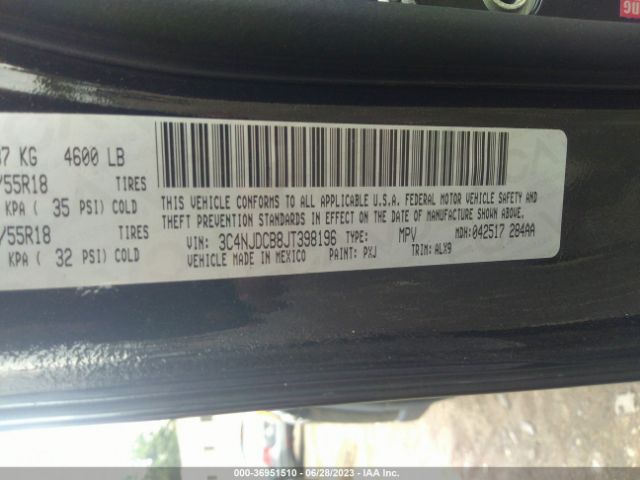 37 KG 4600 LB
/55R18 TIRES
KPA ( 35 PSI) COLD
/55R18 TIRES
KPA ( 32 PSI) COLD
THIS VEHICLE CONFORMS TO ALL APPLICABLE U.S.A. FEDERAL MOTOR VEHICLE SAFETY AND
THEFT PREVENTION STANDARDS IN EFFECT ON THE DATE OF MANUFACTURE SHOWN ABOVE.
VIN: 3C4NJDCB8JT398196 TYPE: MPV MDH: 042517 284AA
VEHICLE MADE IN MEXICO PAINT: PXJ TRIM: ALX9
000-36951510 - 06/28/2023 - IAA Inc.